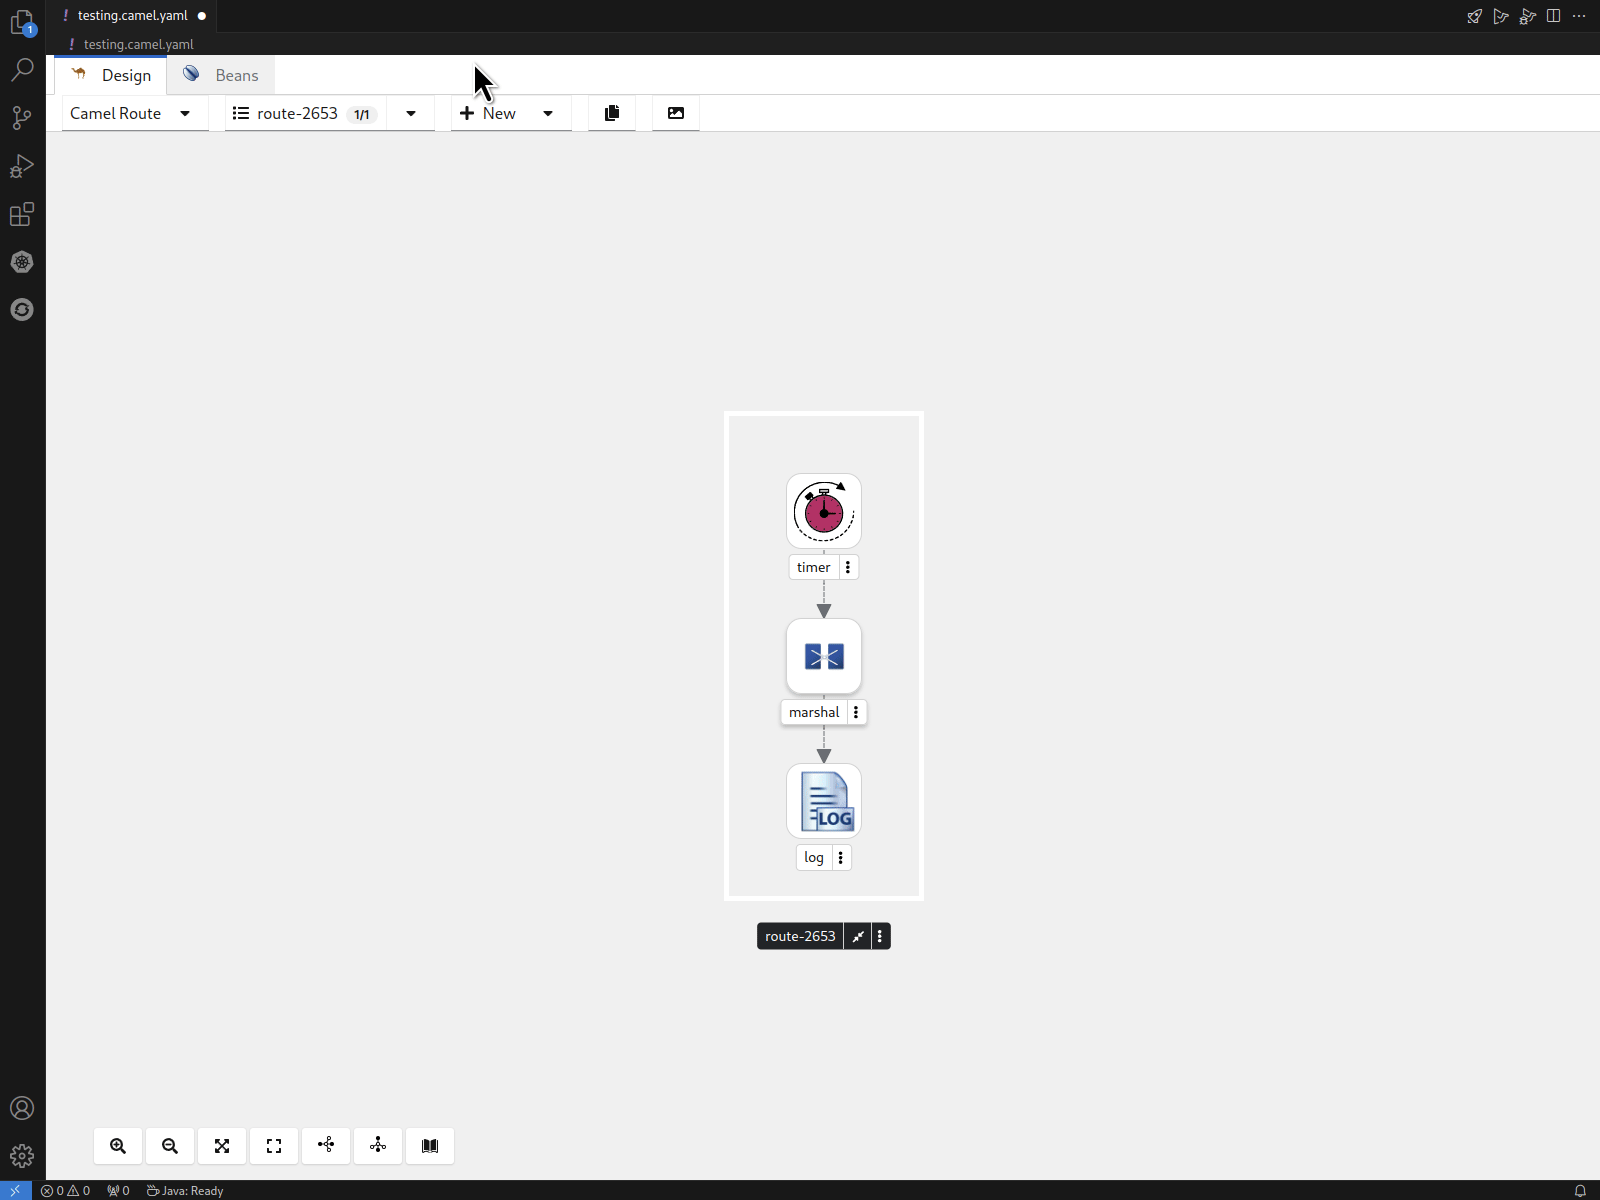 ! testing.camel.yaml
! testing.camel.yaml
1
Design
Beans
Camel Route
route-2653 1/1
New
timer
marshal
LOG
log
route-2653
0 0 0 Java: Ready